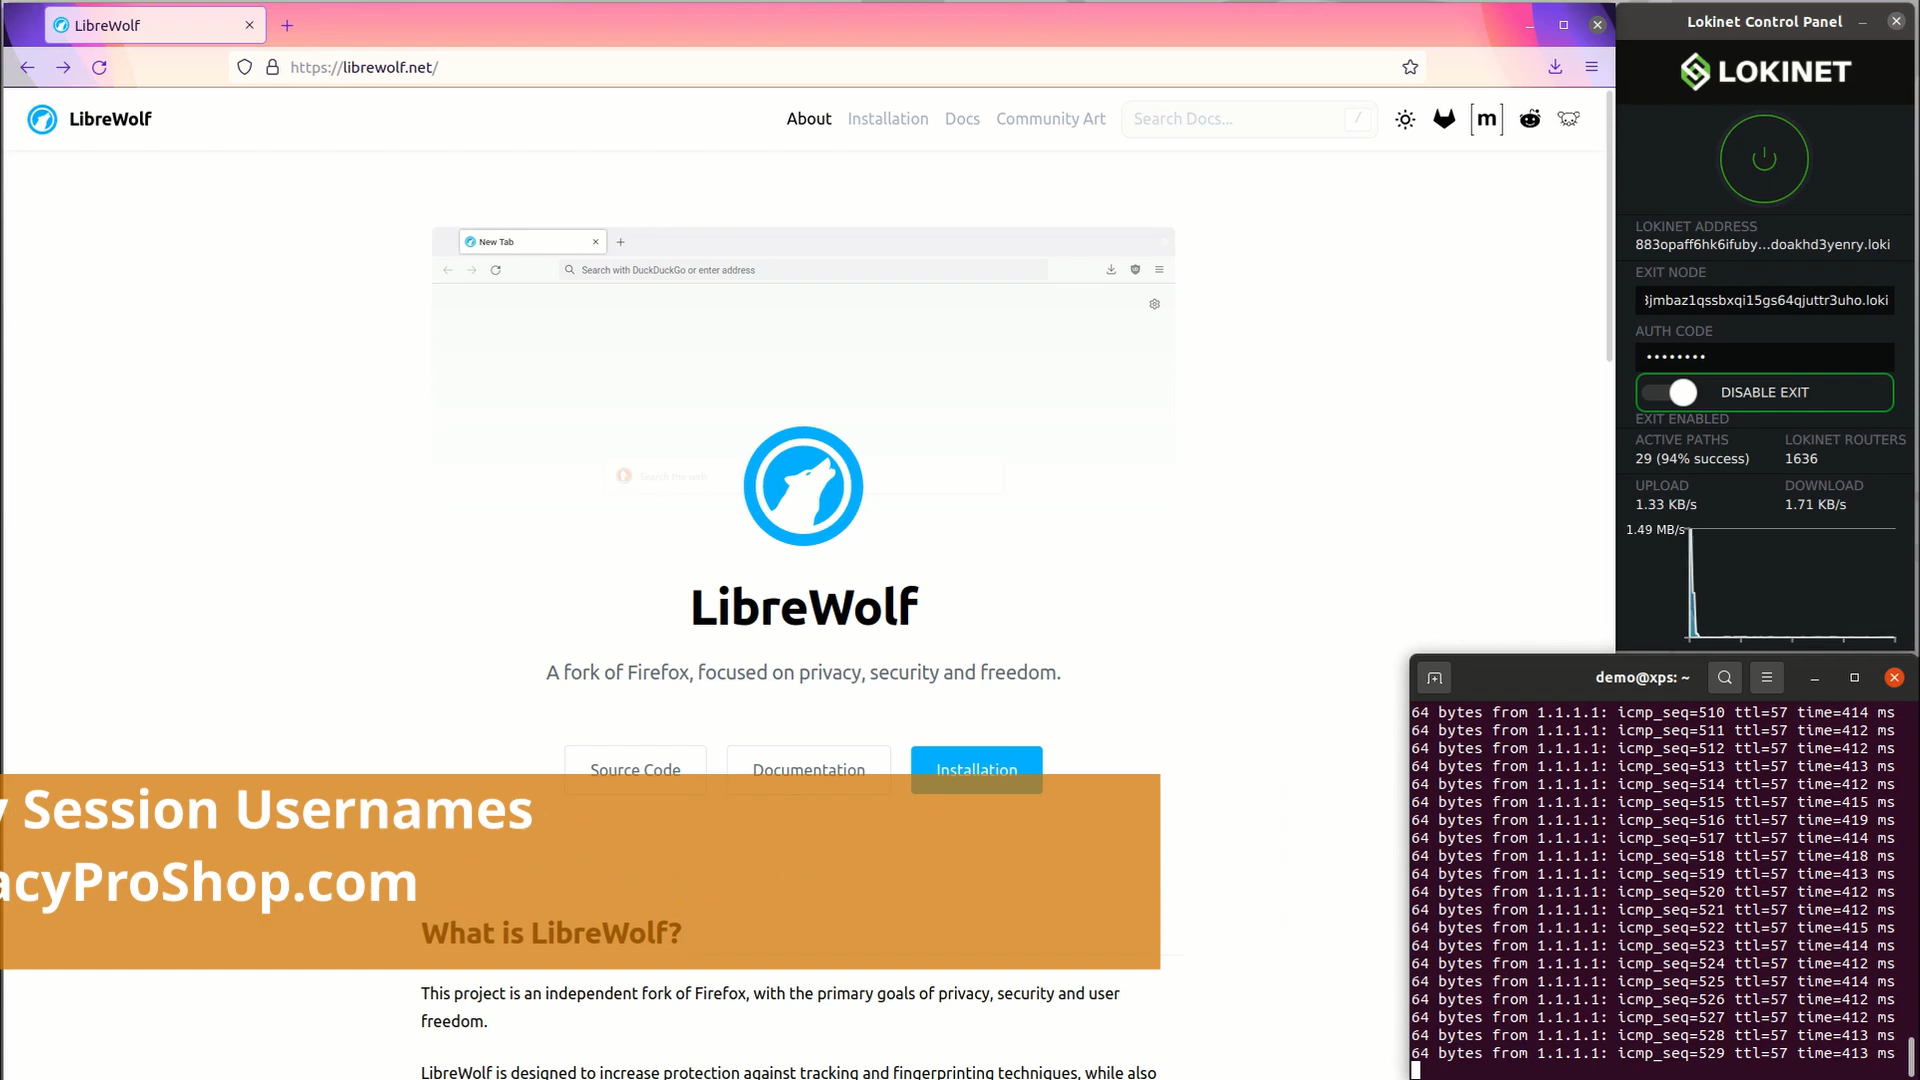 LibreWolf
https://librewolf.net/
LibreWolf
About Installation Docs Community Art Search Docs... /
[m]
New Tab
Search with DuckDuckGo or enter address
Search the web
LibreWolf
A fork of Firefox, focused on privacy, security and freedom.
Source Code Documentation Installation
Session Usernames
acyProShop.com
What is LibreWolf?
This project is an independent fork of Firefox, with the primary goals of privacy, security and user
freedom.
LibreWolf is designed to increase protection against tracking and fingerprinting techniques, while also
Lokinet Control Panel
LOKINET
LOKINET ADDRESS
883opaff6hk6ifuby...doakhd3yenry.loki
EXIT NODE
3jmbaz1qssbxqi15gs64qjuttr3uho.loki
AUTH CODE
••••••••
DISABLE EXIT
EXIT ENABLED
ACTIVE PATHS LOKINET ROUTERS
29 (94% success) 1636
UPLOAD DOWNLOAD
1.33 KB/s 1.71 KB/s
1.49 MB/s
demo@xps: ~
64 bytes from 1.1.1.1: icmp_seq=510 ttl=57 time=414 ms
64 bytes from 1.1.1.1: icmp_seq=511 ttl=57 time=412 ms
64 bytes from 1.1.1.1: icmp_seq=512 ttl=57 time=412 ms
64 bytes from 1.1.1.1: icmp_seq=513 ttl=57 time=413 ms
64 bytes from 1.1.1.1: icmp_seq=514 ttl=57 time=412 ms
64 bytes from 1.1.1.1: icmp_seq=515 ttl=57 time=415 ms
64 bytes from 1.1.1.1: icmp_seq=516 ttl=57 time=419 ms
64 bytes from 1.1.1.1: icmp_seq=517 ttl=57 time=414 ms
64 bytes from 1.1.1.1: icmp_seq=518 ttl=57 time=418 ms
64 bytes from 1.1.1.1: icmp_seq=519 ttl=57 time=413 ms
64 bytes from 1.1.1.1: icmp_seq=520 ttl=57 time=412 ms
64 bytes from 1.1.1.1: icmp_seq=521 ttl=57 time=412 ms
64 bytes from 1.1.1.1: icmp_seq=522 ttl=57 time=415 ms
64 bytes from 1.1.1.1: icmp_seq=523 ttl=57 time=414 ms
64 bytes from 1.1.1.1: icmp_seq=524 ttl=57 time=412 ms
64 bytes from 1.1.1.1: icmp_seq=525 ttl=57 time=414 ms
64 bytes from 1.1.1.1: icmp_seq=526 ttl=57 time=412 ms
64 bytes from 1.1.1.1: icmp_seq=527 ttl=57 time=412 ms
64 bytes from 1.1.1.1: icmp_seq=528 ttl=57 time=413 ms
64 bytes from 1.1.1.1: icmp_seq=529 ttl=57 time=413 ms